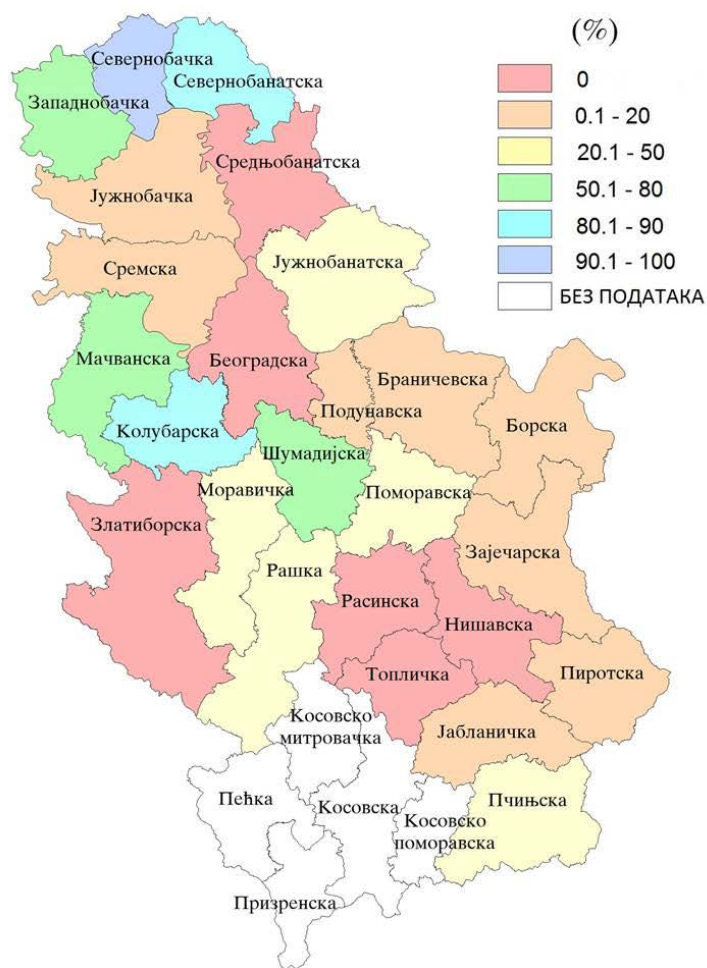 (%)
0
0.1 - 20
20.1 - 50
50.1 - 80
80.1 - 90
90.1 - 100
БЕЗ ПОДАТАКА
Севернобачка
Севернобанатска
Западнобачка
Средњобанатска
Јужнобачка
Јужнобанатска
Сремска
Мачванска
Београдска
Браничевска
Подунавска
Борска
Колубарска
Шумадијска
Моравичка
Поморавска
Златиборска
Зајечарска
Рашка
Расинска
Нишавска
Топличка
Пиротска
Косовско
митровачка
Јабланичка
Пећка
Косовска
Косовско
поморавска
Пчињска
Призренска